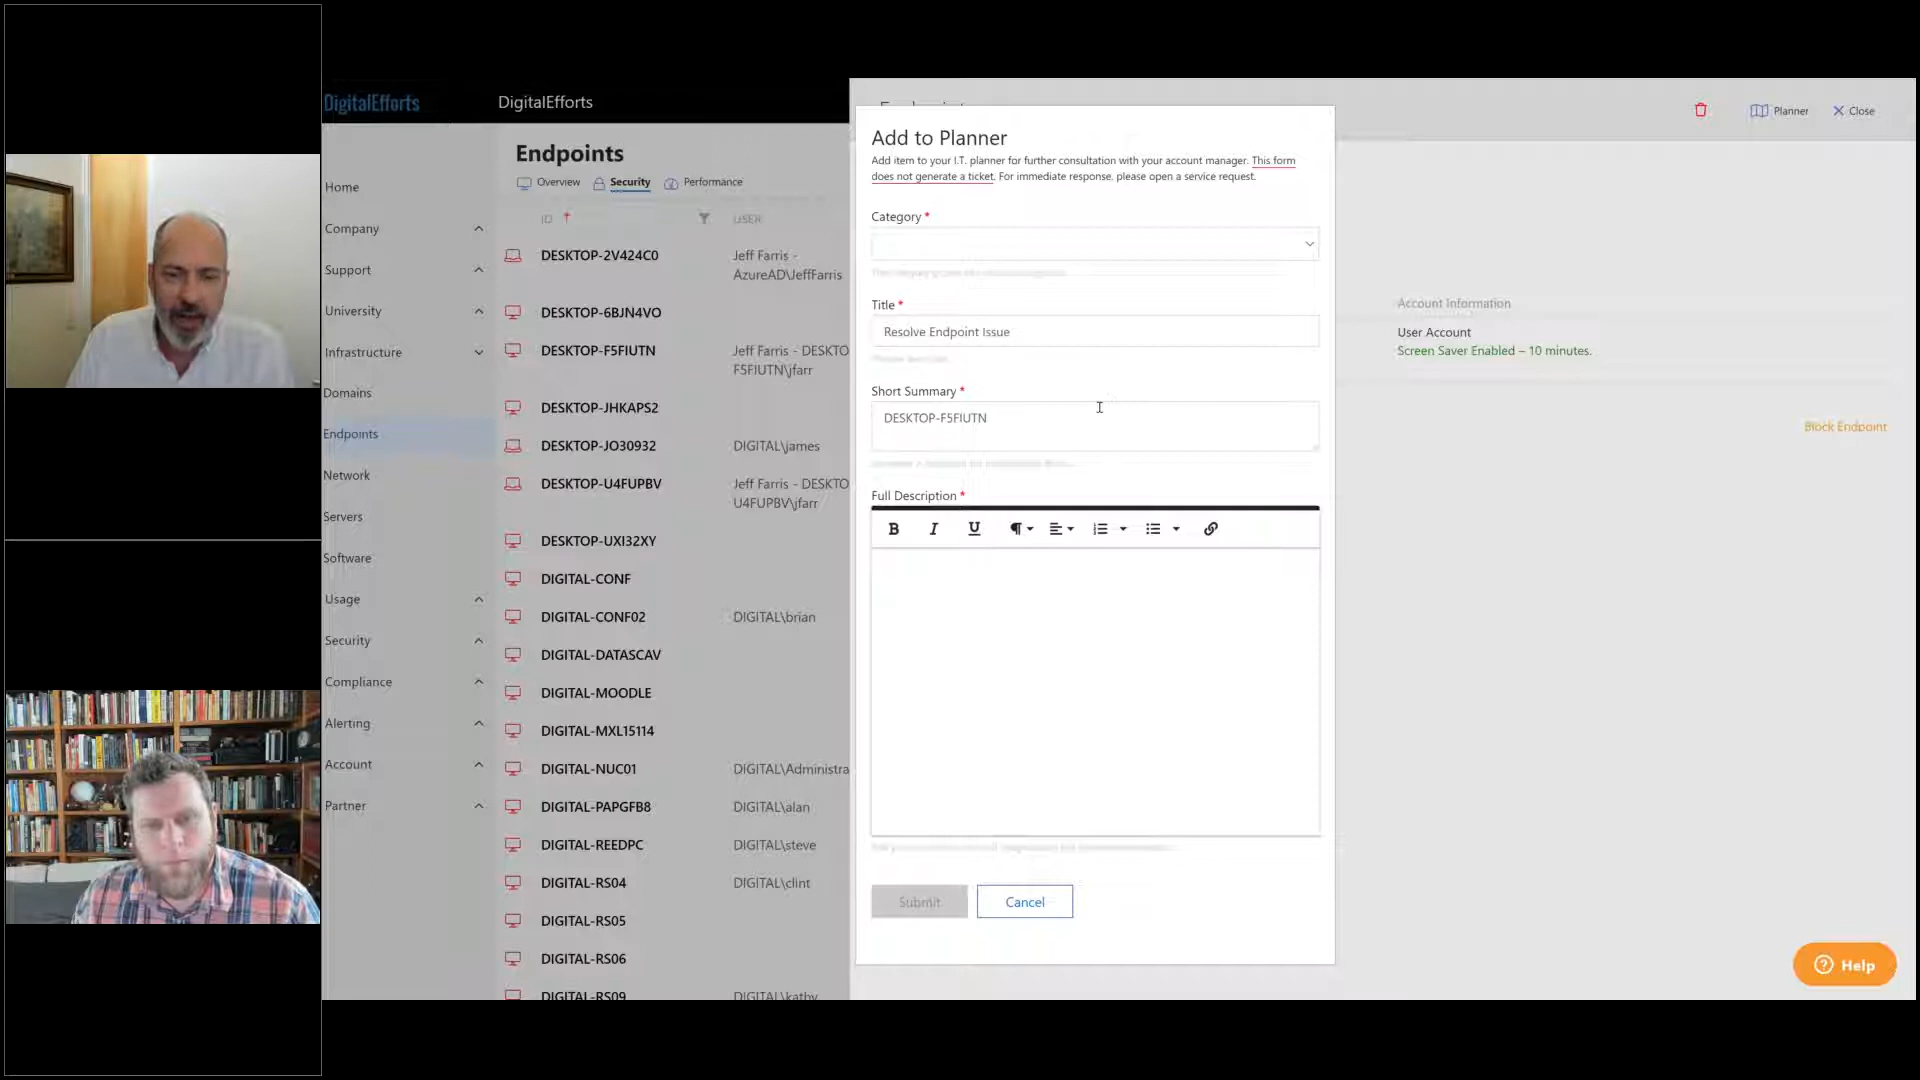 DigitalEfforts
DigitalEfforts
Planner
Close
Home
Company
Support
University
Infrastructure
Domains
Endpoints
Network
Servers
Software
Usage
Security
Compliance
Alerting
Account
Partner
Endpoints
Overview
Security
Performance
ID
USER
DESKTOP-2V424C0
Jeff Farris -
AzureAD\JeffFarris
DESKTOP-6BJN4VO
DESKTOP-F5FIUTN
Jeff Farris - DESKTO
F5FIUTN\jfarr
DESKTOP-JHKAPS2
DESKTOP-JO30932
DIGITAL\james
DESKTOP-U4FUPBV
Jeff Farris - DESKTO
U4FUPBV\jfarr
DESKTOP-UXI32XY
DIGITAL-CONF
DIGITAL-CONF02
DIGITAL\brian
DIGITAL-DATASCAV
DIGITAL-MOODLE
DIGITAL-MXL15114
DIGITAL-NUC01
DIGITAL\Administra
DIGITAL-PAPGFB8
DIGITAL\alan
DIGITAL-REEDPC
DIGITAL\steve
DIGITAL-RS04
DIGITAL\clint
DIGITAL-RS05
DIGITAL-RS06
DIGITAL-RS09
DIGITAL\kathy
Add to Planner
Add item to your I.T. planner for further consultation with your account manager. This form
does not generate a ticket. For immediate response, please open a service request.
Category *
Title *
Resolve Endpoint Issue
Short Summary *
DESKTOP-F5FIUTN
Full Description *
B I U
Submit
Cancel
Account Information
User Account
Screen Saver Enabled – 10 minutes.
Block Endpoint
Help